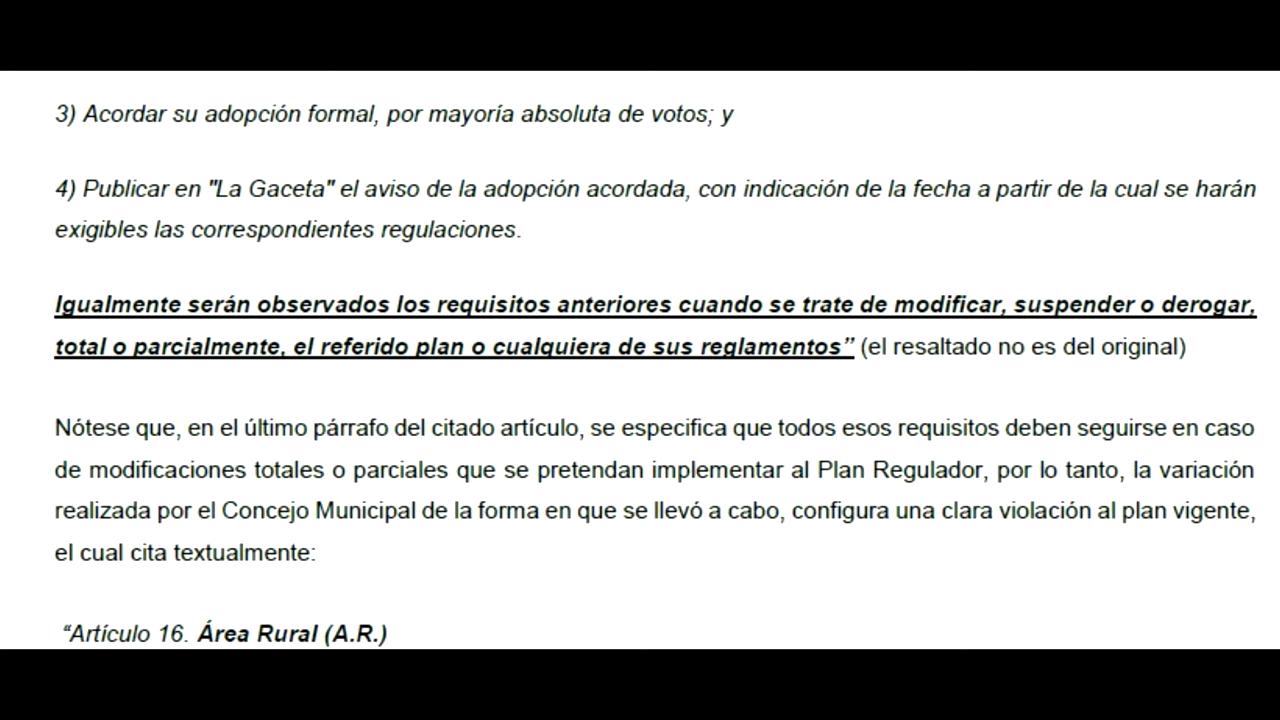 3) Acordar su adopción formal, por mayoría absoluta de votos; y
4) Publicar en "La Gaceta" el aviso de la adopción acordada, con indicación de la fecha a partir de la cual se harán
exigibles las correspondientes regulaciones.
Igualmente serán observados los requisitos anteriores cuando se trate de modificar, suspender o derogar,
total o parcialmente, el referido plan o cualquiera de sus reglamentos” (el resaltado no es del original)
Nótese que, en el último párrafo del citado artículo, se especifica que todos esos requisitos deben seguirse en caso
de modificaciones totales o parciales que se pretendan implementar al Plan Regulador, por lo tanto, la variación
realizada por el Concejo Municipal de la forma en que se llevó a cabo, configura una clara violación al plan vigente,
el cual cita textualmente:
“Artículo 16. Área Rural (A.R.)